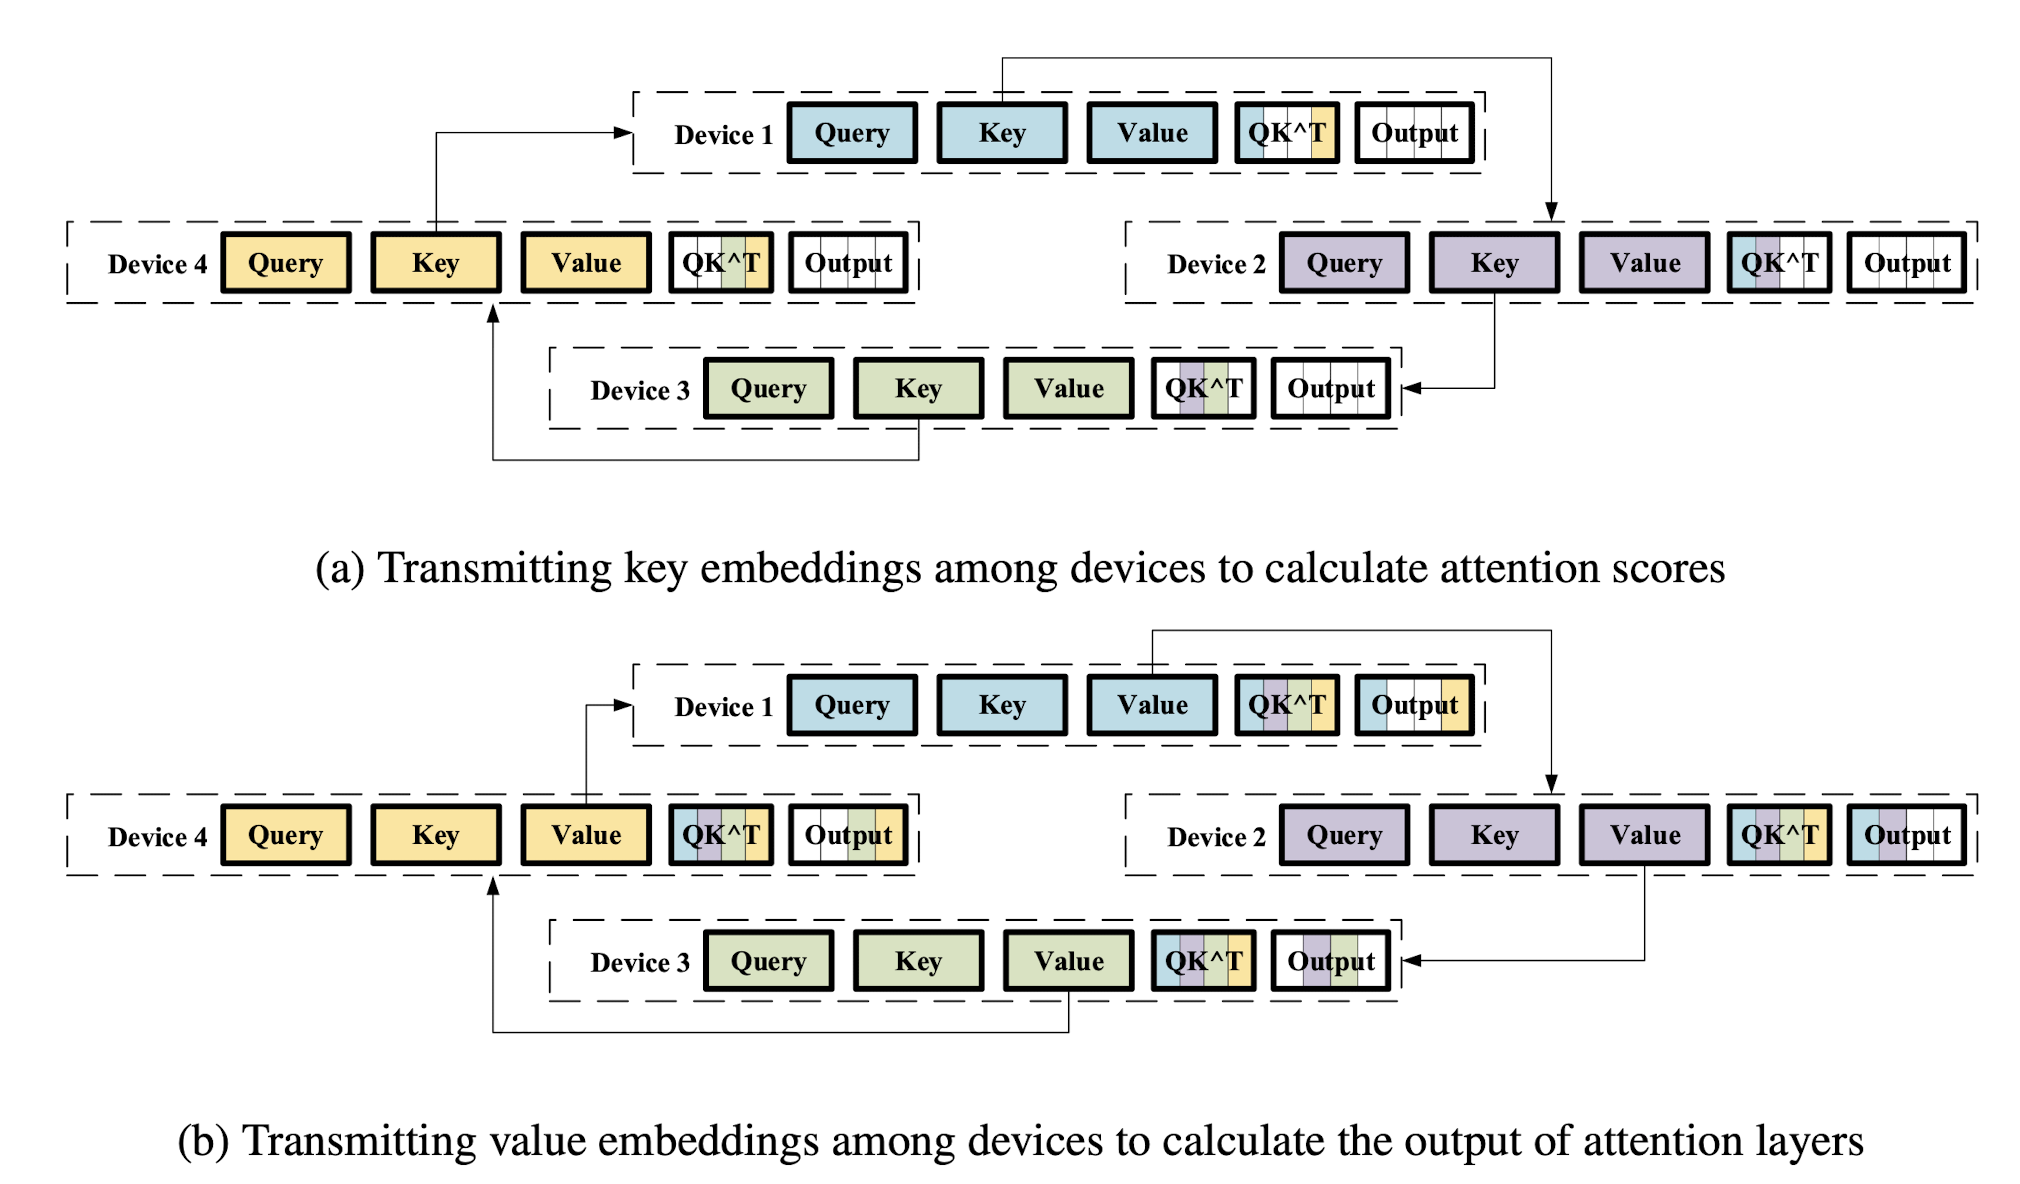 Device 1 Query Key Value QK^T Output
Device 4 Query Key Value QK^T Output
Device 2 Query Key Value QK^T Output
Device 3 Query Key Value QK^T Output
(a) Transmitting key embeddings among devices to calculate attention scores
Device 1 Query Key Value QK^T Output
Device 4 Query Key Value QK^T Output
Device 2 Query Key Value QK^T Output
Device 3 Query Key Value QK^T Output
(b) Transmitting value embeddings among devices to calculate the output of attention layers